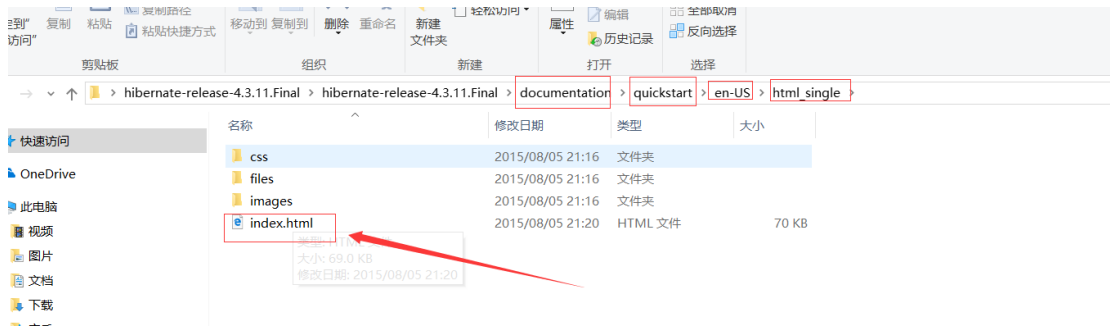 复制路径
轻松访问
编辑
全部取消
定到"
复制
粘贴
粘贴快捷方式
移动到
复制到
删除
重命名
新建
属性
反向选择
访问"
文件夹
历史记录
剪贴板
组织
新建
打开
选择
hibernate-release-4.3.11.Final > hibernate-release-4.3.11.Final > documentation > quickstart > en-US > html_single >
名称
修改日期
类型
大小
快速访问
css
2015/08/05 21:16
文件夹
OneDrive
files
2015/08/05 21:16
文件夹
images
2015/08/05 21:16
文件夹
此电脑
index.html
2015/08/05 21:20
HTML 文件
70 KB
视频
图片
大小: 69.0 KB
修改日期: 2015/08/05 21:20
文档
下载